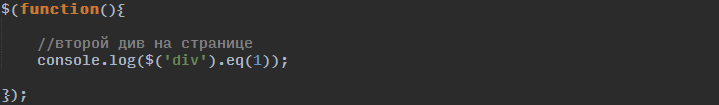 $(function(){
//второй див на странице
console.log($('div').eq(1));
});